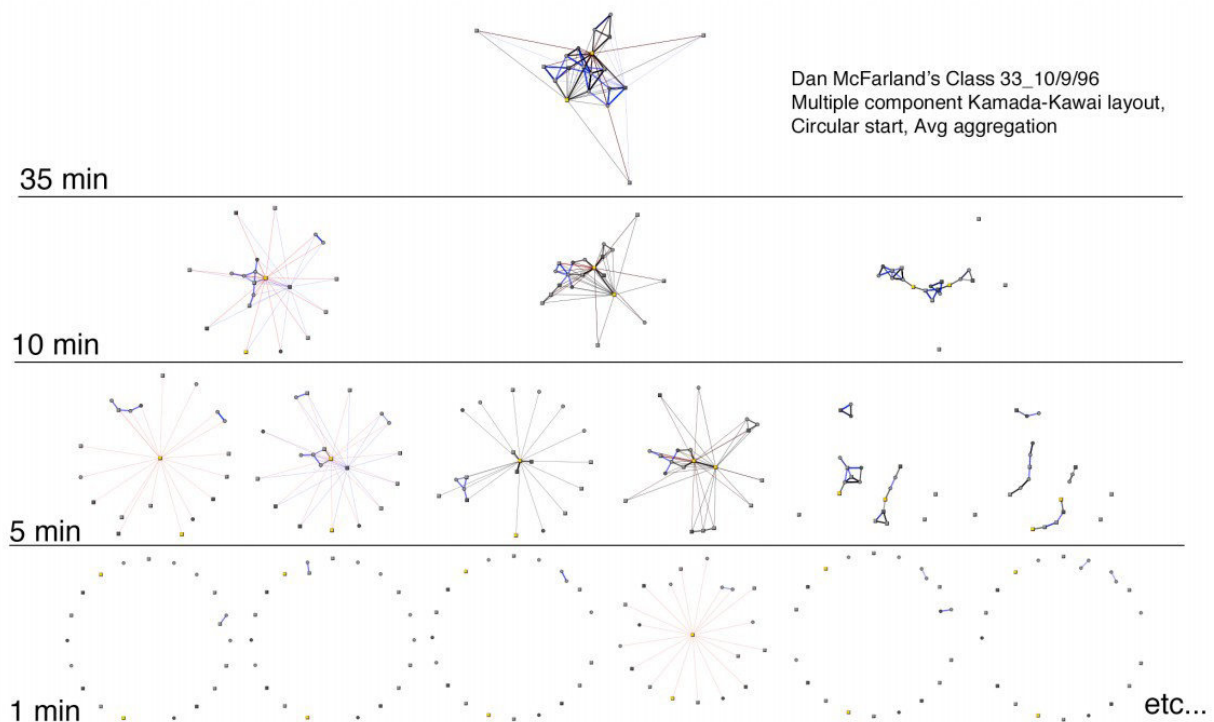 Dan McFarland's Class 33_10/9/96
Multiple component Kamada-Kawai layout,
Circular start, Avg aggregation
35 min
10 min
5 min
1 min
etc...